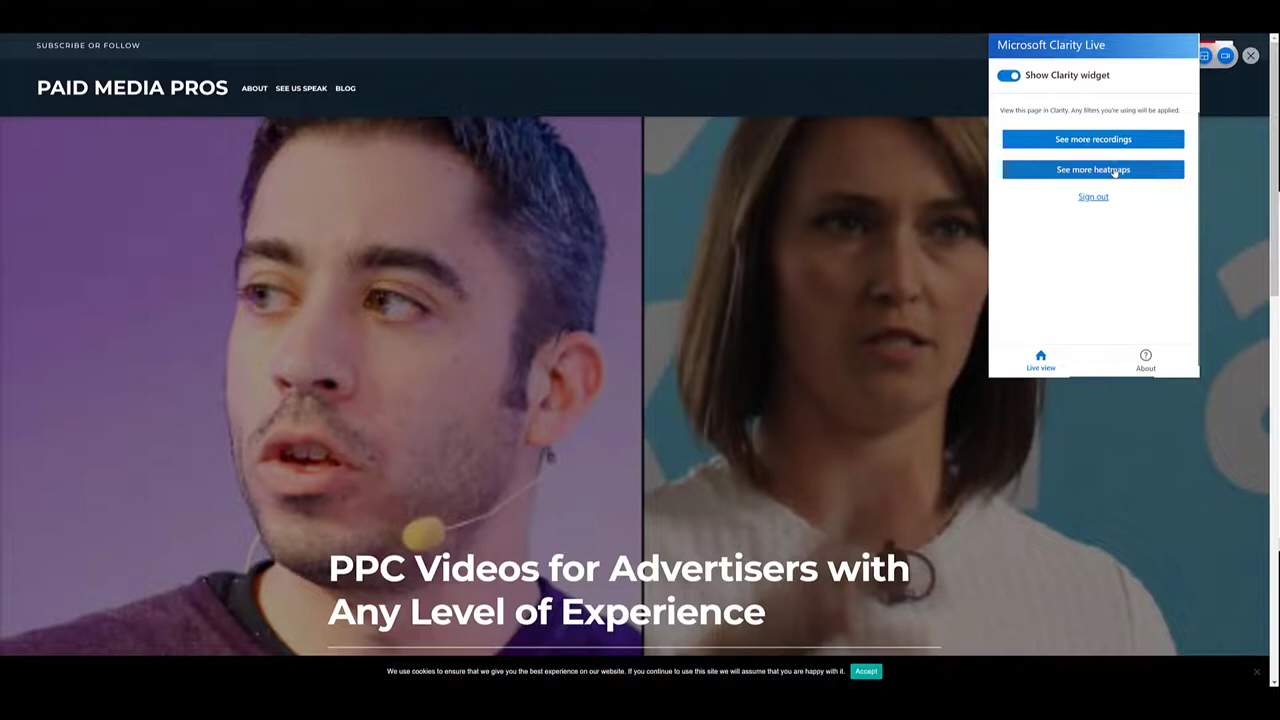 SUBSCRIBE OR FOLLOW
PAID MEDIA PROS
ABOUT
SEE US SPEAK
BLOG
Microsoft Clarity Live
Show Clarity widget
View this page in Clarity. Any filters you're using will be applied.
See more recordings
See more heatmaps
Sign out
Live view
About
PPC Videos for Advertisers with
Any Level of Experience
We use cookies to ensure that we give you the best experience on our website. If you continue to use this site we will assume that you are happy with it.
Accept